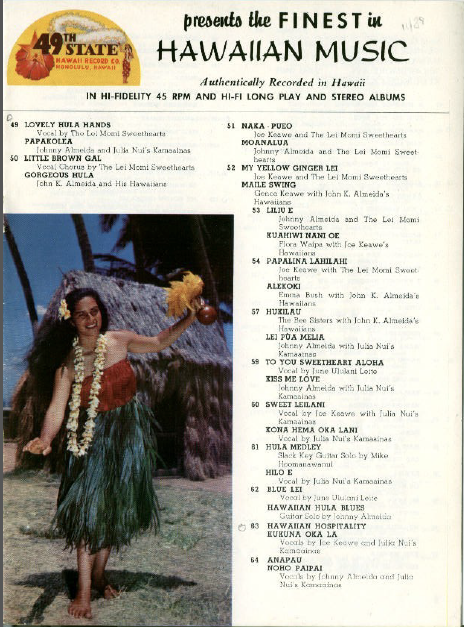 49TH
STATE
HAWAII RECORD CO.
HONOLULU, HAWAII
presents the FINEST in
HAWAIIAN MUSIC
Authentically Recorded in Hawaii
IN HI-FIDELITY 45 RPM AND HI-FI LONG PLAY AND STEREO ALBUMS
49 LOVELY HULA HANDS
Vocal by The Lei Momi Sweethearts
PAPAKOLEA
Johnny Almeida and Julia Nui's Kamaainas
50 LITTLE BROWN GAL
Vocal Chorus by The Lei Momi Sweethearts
GORGEOUS HULA
John K. Almeida and His Hawaiians
51 NAKA - PUEO
Joe Keawe and The Lei Momi Sweethearts
MOANALUA
Johnny Almeida and The Lei Momi Sweet-
hearts
52 MY YELLOW GINGER LEI
Joe Keawe and The Lei Momi Sweethearts
MAILE SWING
Genoa Keawe with John K. Almeida's
Hawaiians
53 LILIU E
Johnny Almeida and The Lei Momi
Sweethearts
KUAHIWI NANI OE
Flora Waipa with Joe Keawe's
Hawaiians
54 PAPALINA LAHILAHI
Joe Keawe with The Lei Momi Sweet-
hearts
ALEKOKI
Emma Bush with John K. Almeida's
Hawaiians
57 HUKILAU
The Bee Sisters with John K. Almeida's
Hawaiians
LEI PUA MELIA
Johnny Almeida with Julia Nui's
Kamaainas
59 TO YOU SWEETHEART ALOHA
Vocal by June Ululani Leite
KISS ME LOVE
Johnny Almeida with Julia Nui's
Kamaainas
60 SWEET LEILANI
Vocal by Joe Keawe with Julia Nui's
Kamaainas
KONA HEMA OKA LANI
Vocal by Julia Nui's Kamaainas
61 HULA MEDLEY
Slack Key Guitar Solo by Mike
Hoomanawanui
HILO E
Vocal by Julia Nui's Kamaainas
62 BLUE LEI
Vocal by June Ululani Leite
HAWAIIAN HULA BLUES
Guitar Solo by Johnny Almeida
63 HAWAIIAN HOSPITALITY
KUKUNA OKA LA
Vocals by Joe Keawe and Julia Nui's
Kamaainas
64 ANAPAU
NOHO PAIPAI
Vocals by Johnny Almeida and Julia
Nui's Kamaainas